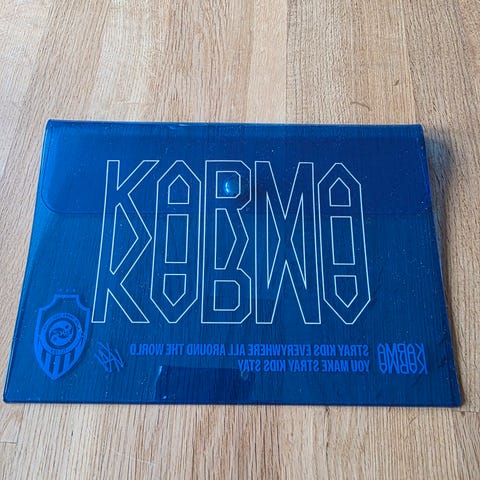 KARMA
STRAY KIDS EVERYWHERE ALL AROUND THE WORLD
YOU MAKE STRAY KIDS STAY
KARMA